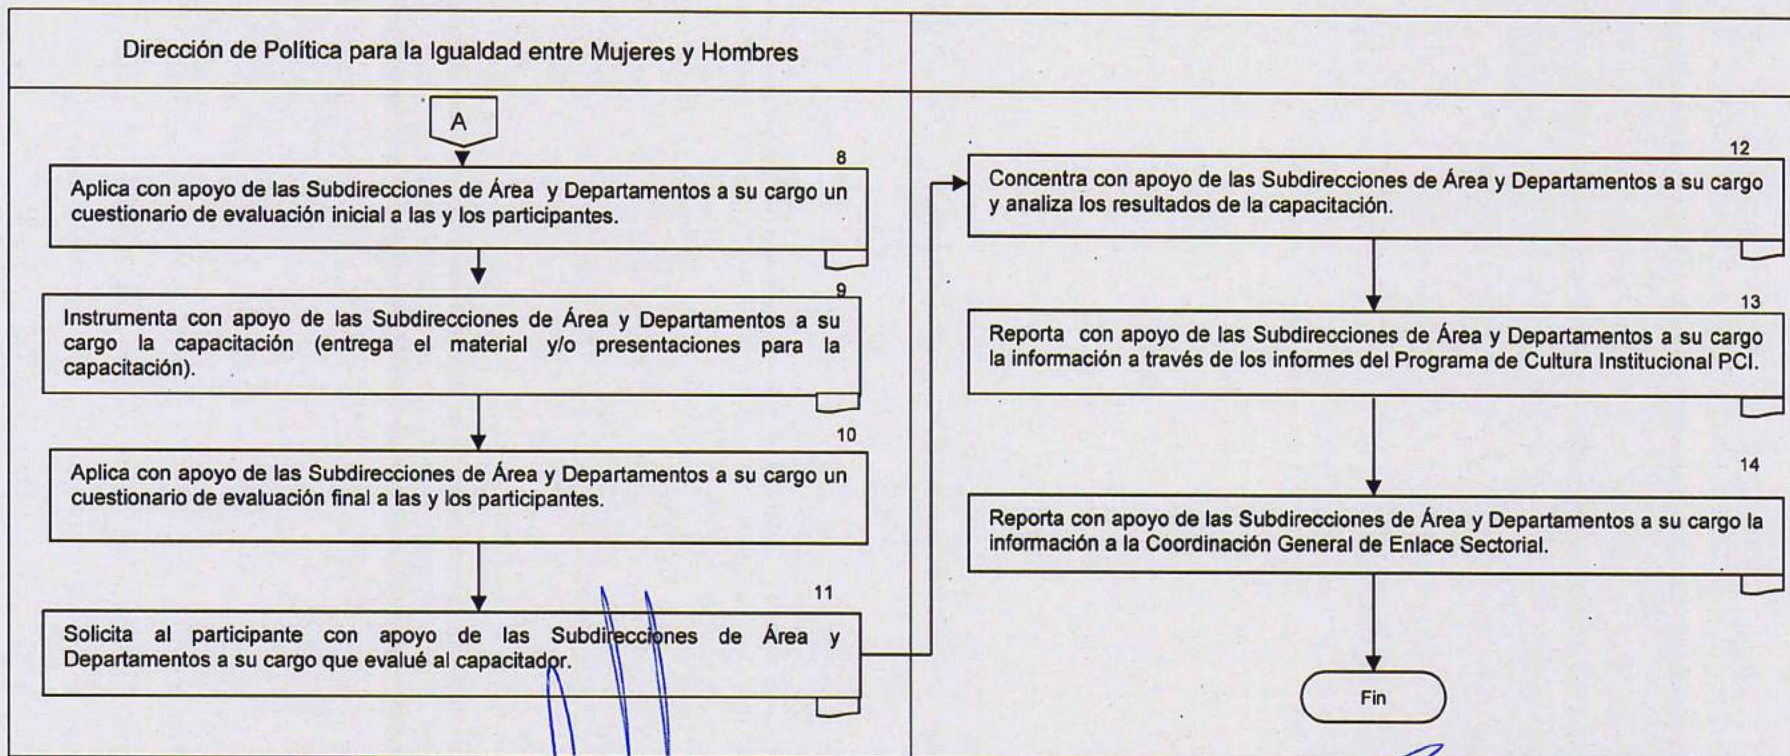 Dirección de Política para la Igualdad entre Mujeres y Hombres
A
8
Aplica con apoyo de las Subdirecciones de Área y Departamentos a su cargo un
cuestionario de evaluación inicial a las y los participantes.
9
Instrumenta con apoyo de las Subdirecciones de Área y Departamentos a su
cargo la capacitación (entrega el material y/o presentaciones para la
capacitación).
10
Aplica con apoyo de las Subdirecciones de Área y Departamentos a su cargo un
cuestionario de evaluación final a las y los participantes.
11
Solicita al participante con apoyo de las Subdirecciones de Área y
Departamentos a su cargo que evalué al capacitador.
12
Concentra con apoyo de las Subdirecciones de Área y Departamentos a su cargo
y analiza los resultados de la capacitación.
13
Reporta con apoyo de las Subdirecciones de Área y Departamentos a su cargo
la información a través de los informes del Programa de Cultura Institucional PCI.
14
Reporta con apoyo de las Subdirecciones de Área y Departamentos a su cargo la
información a la Coordinación General de Enlace Sectorial.
Fin